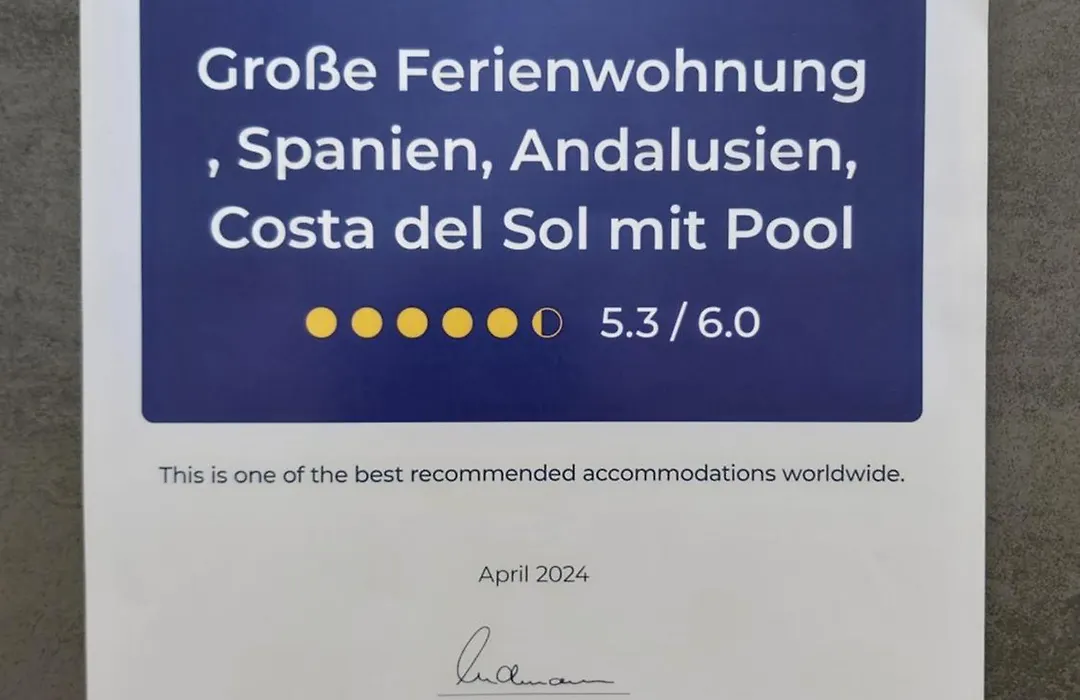 Große Ferienwohnung
, Spanien, Andalusien,
Costa del Sol mit Pool
5.3 / 6.0
This is one of the best recommended accommodations worldwide.
April 2024